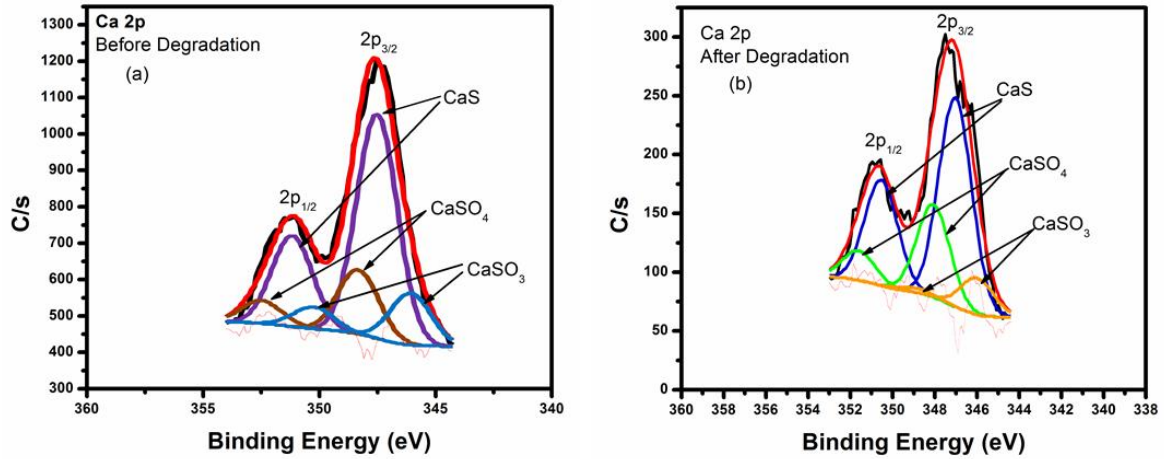 Ca 2p
Before Degradation
(a)
2p3/2
2p1/2
CaS
CaSO4
CaSO3
1300
1200
1100
1000
900
800
700
600
500
400
300
C/s
360
355
350
345
340
Binding Energy (eV)
Ca 2p
After Degradation
(b)
2p3/2
2p1/2
CaS
CaSO4
CaSO3
300
250
200
150
100
50
0
C/s
360
358
356
354
352
350
348
346
344
342
340
338
Binding Energy (eV)